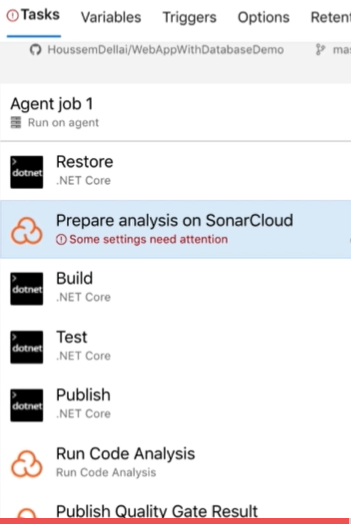 Tasks Variables Triggers Options Retent
HoussemDellai/WebAppWithDatabaseDemo mas
Agent job 1
Run on agent
dotnet
Restore
.NET Core
Prepare analysis on SonarCloud
Some settings need attention
dotnet
Build
.NET Core
dotnet
Test
.NET Core
dotnet
Publish
.NET Core
Run Code Analysis
Run Code Analysis
Publish Quality Gate Result